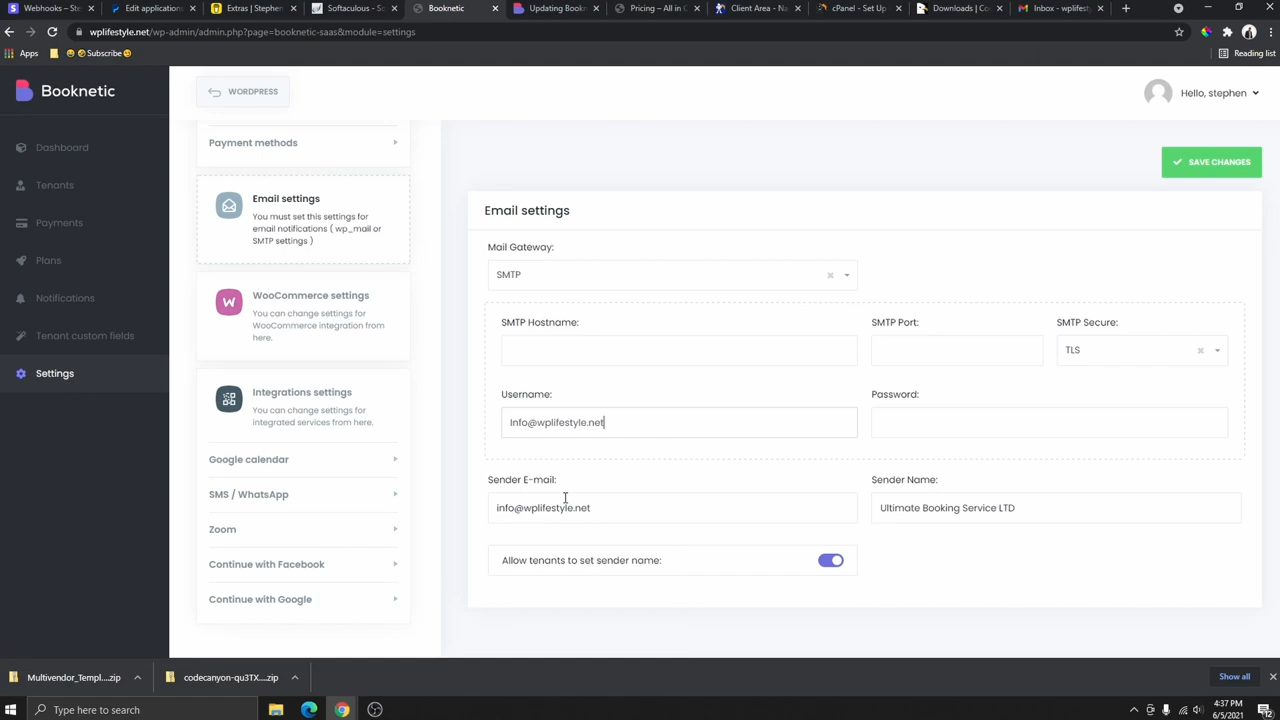 Webhooks – Ste
Edit applications
Extras | Stephen
Softaculous - So
Booknetic
Updating Bookn
Pricing – All in C
Client Area - Na
cPanel - Set Up
Downloads | Co
Inbox - wplifesty
wplifestyle.net/wp-admin/admin.php?page=booknetic-saas&module=settings
Apps
Subscribe
Reading list
Booknetic
WORDPRESS
Hello, stephen
Dashboard
Tenants
Payments
Plans
Notifications
Tenant custom fields
Settings
Payment methods
Email settings
You must set this settings for
email notifications ( wp_mail or
SMTP settings )
WooCommerce settings
You can change settings for
WooCommerce integration from
here.
Integrations settings
You can change settings for
integrated services from here.
Google calendar
SMS / WhatsApp
Zoom
Continue with Facebook
Continue with Google
SAVE CHANGES
Email settings
Mail Gateway:
SMTP
SMTP Hostname:
SMTP Port:
SMTP Secure:
TLS
Username:
Password:
Info@wplifestyle.net
Sender E-mail:
Sender Name:
info@wplifestyle.net
Ultimate Booking Service LTD
Allow tenants to set sender name:
Multivendor_Templ....zip
codecanyon-qu3TX....zip
Show all
Type here to search
4:37 PM
6/5/2021